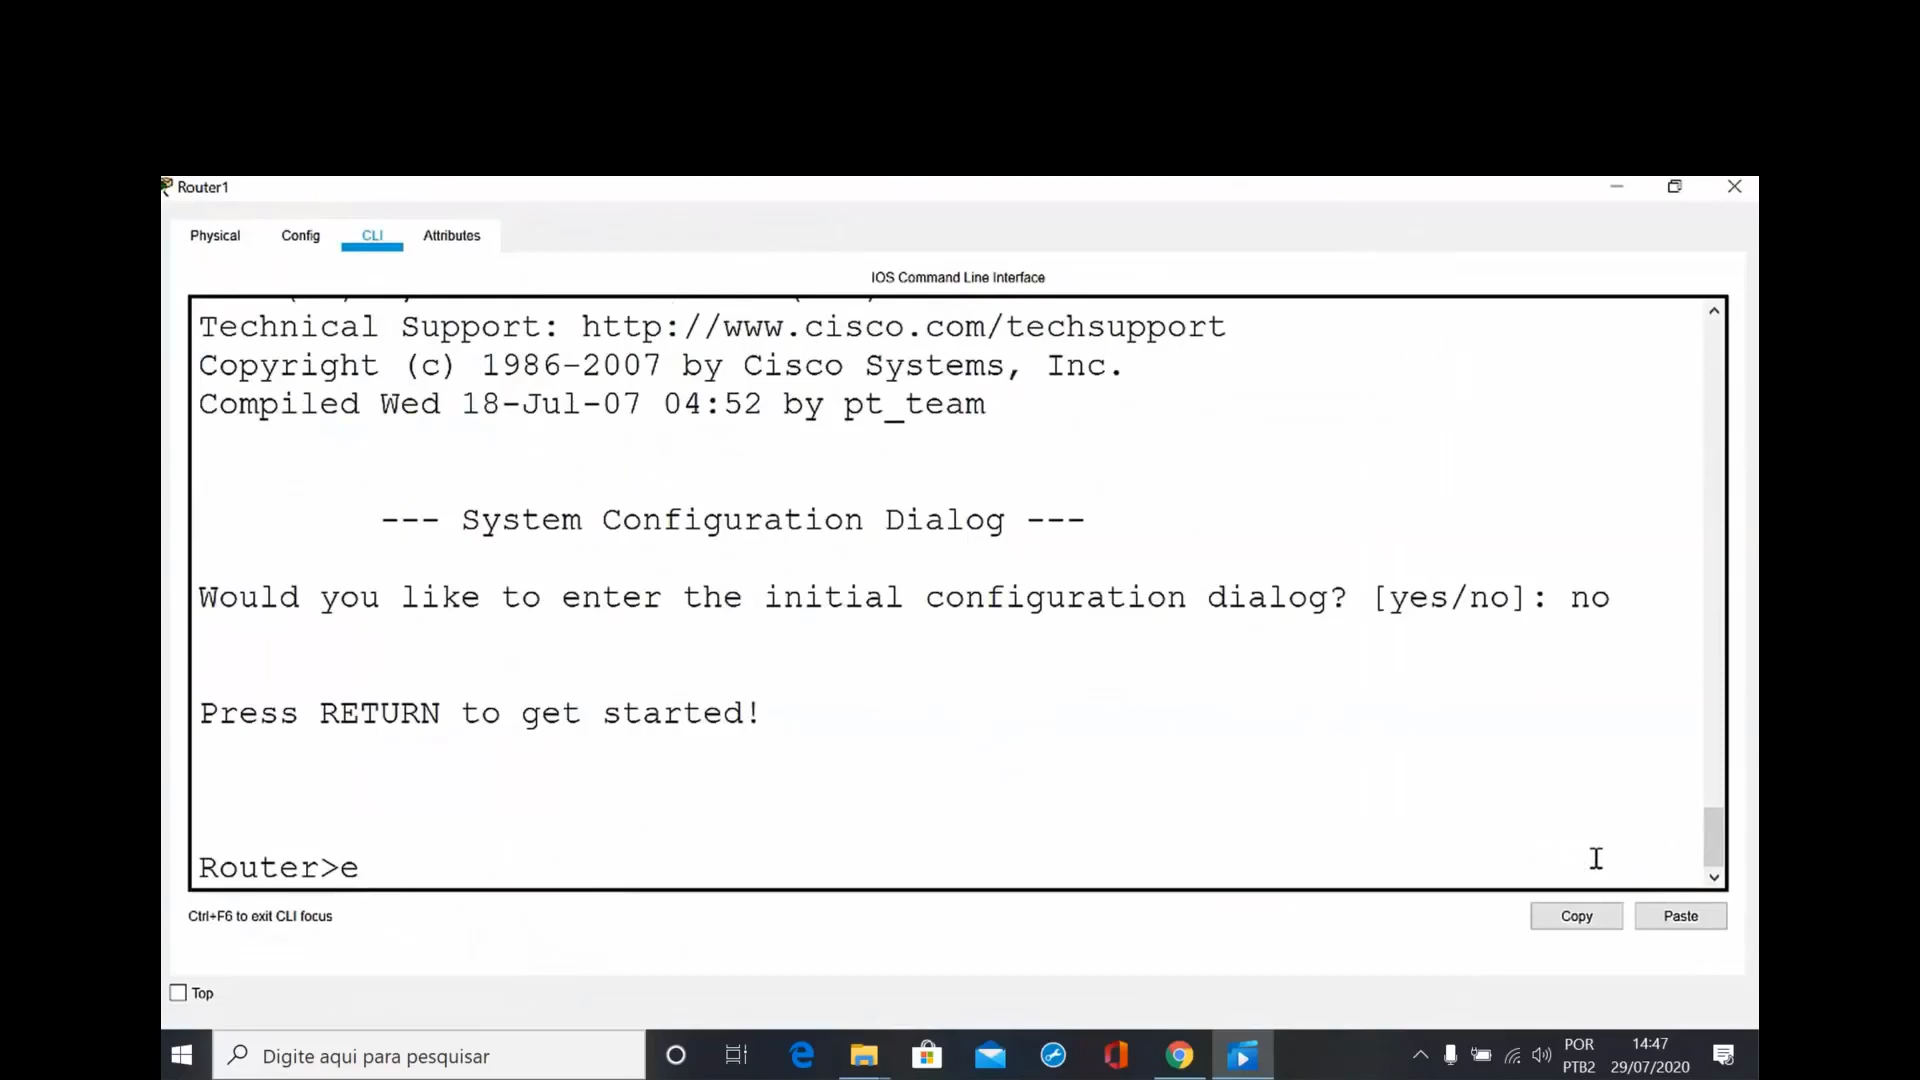 Router1
Physical Config CLI Attributes
IOS Command Line Interface
Technical Support: http://www.cisco.com/techsupport
Copyright (c) 1986-2007 by Cisco Systems, Inc.
Compiled Wed 18-Jul-07 04:52 by pt_team
--- System Configuration Dialog ---
Would you like to enter the initial configuration dialog? [yes/no]: no
Press RETURN to get started!
Router>e
Ctrl+F6 to exit CLI focus
Copy Paste
Top
Digite aqui para pesquisar
POR 14:47
PTB2 29/07/2020